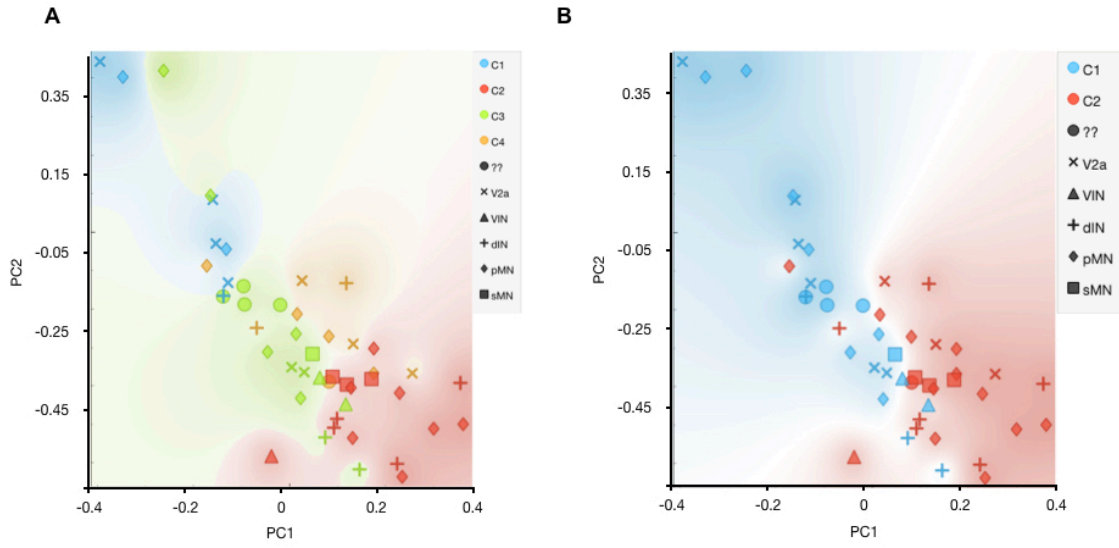 A
0.35
0.15
-0.05
-0.25
-0.45
PC2
-0.4
-0.2
0
0.2
0.4
PC1
C1
C2
C3
C4
??
V2a
VIN
dIN
pMN
sMN
B
0.35
0.15
-0.05
-0.25
-0.45
PC2
-0.4
-0.2
0
0.2
0.4
PC1
C1
C2
??
V2a
VIN
dIN
pMN
sMN